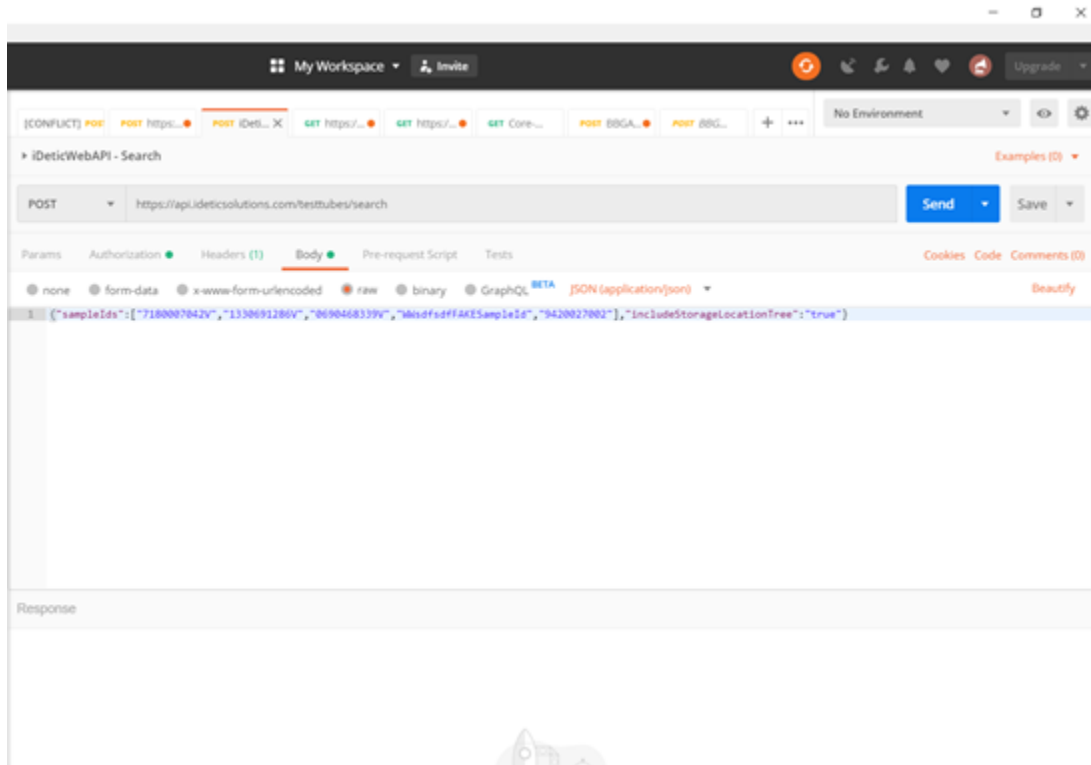 My Workspace Invite Upgrade
[CONFLICT] POST POST https:... POST iDeti... X GET https:/... GET https:/... GET Core-... POST BBGA... POST BBG... + ... No Environment
iDeticWebAPI - Search Examples (0)
POST https://api.ideticsolutions.com/testtubes/search Send Save
Params Authorization Headers (1) Body Pre-request Script Tests Cookies Code Comments (0)
none form-data x-www-form-urlencoded raw binary GraphQL BETA JSON (application/json) Beautify
1 {"sampleIds":["7180007042V","1330691286V","0690468339V","WWsdfsdfFAKESampleId","9420027002"],"includeStorageLocationTree":"true"}
Response